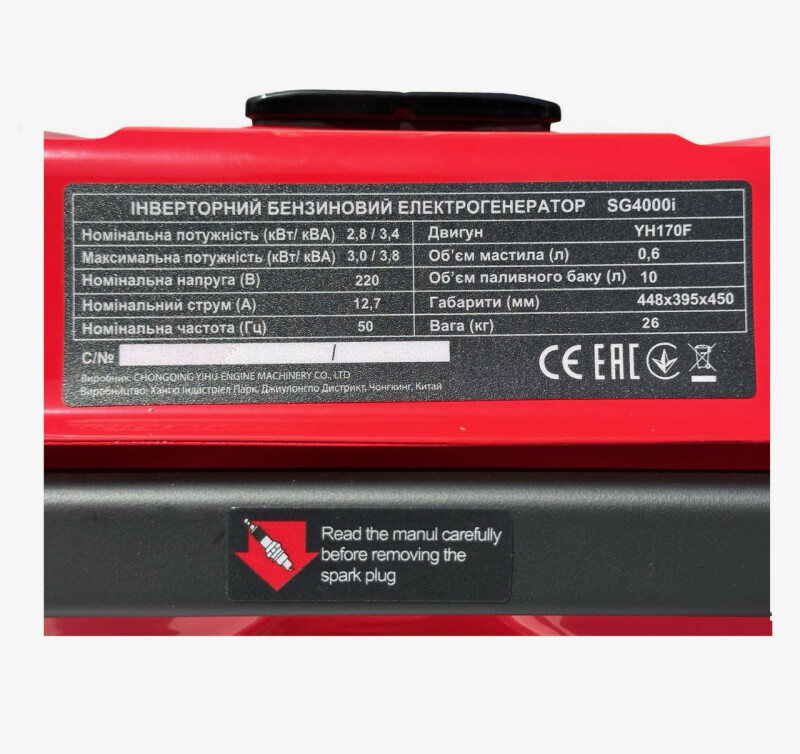 ІНВЕРТОРНИЙ БЕНЗИНОВИЙ ЕЛЕКТРОГЕНЕРАТОР SG4000i
Номінальна потужність (кВт/ кВА) 2,8 / 3,4 Двигун YH170F
Максимальна потужність (кВт/ кВА) 3,0 / 3,8 Об'єм мастила (л) 0,6
Номінальна напруга (В) 220 Об'єм паливного баку (л) 10
Номінальний струм (А) 12,7 Габарити (мм) 448x395x450
Номінальна частота (Гц) 50 Вага (кг) 26
С/№ /
CE EAC
Виробник: CHONGQING YIHU ENGINE MACHINERY CO., LTD
Виробництво: Хангю Індастріел Парк, Джиулонгпо Дистрикт, Чонгкинг, Китай
Read the manul carefully
before removing the
spark plug